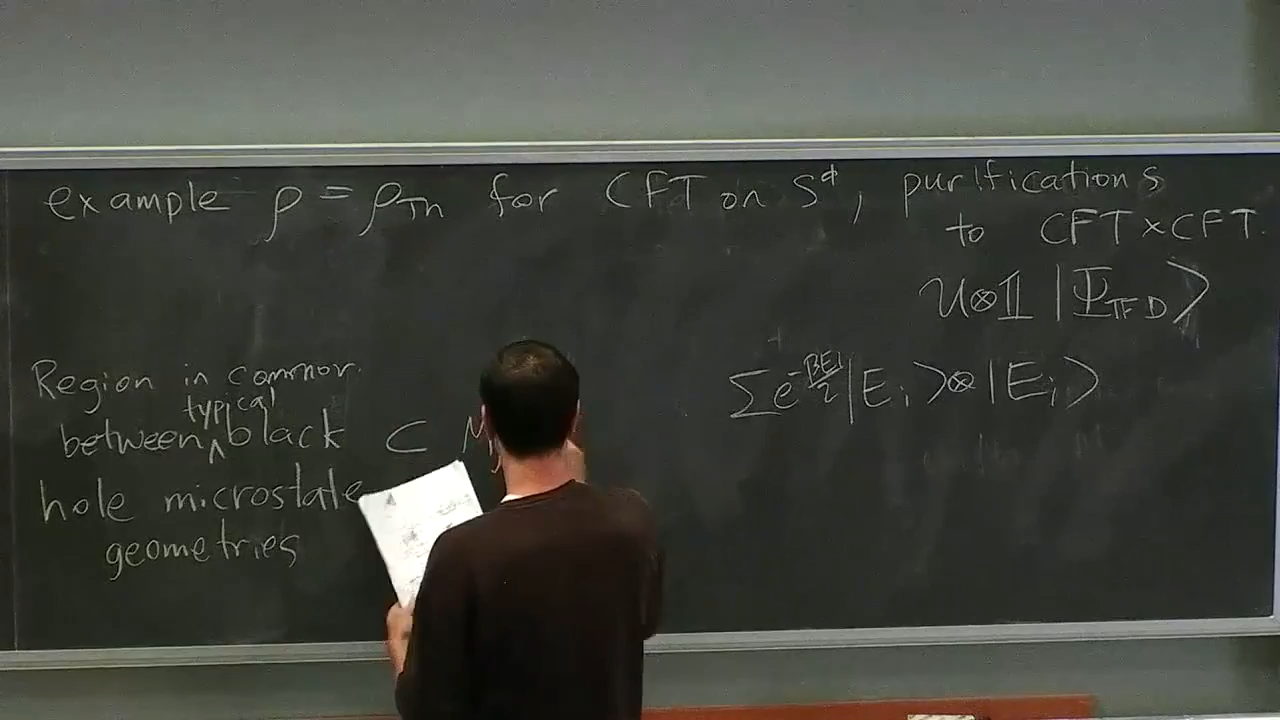 example ρ = ρ_Th for CFT on S^d, purifications
to CFT×CFT.
U⊗𝟙 |Ψ_TFD⟩
∑e^{-βE_i/2}|E_i⟩⊗|E_i⟩
Region in common
typical
between ∧ black ⊂ M
hole microstate
geometries